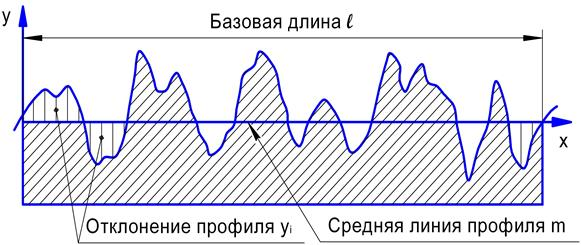 y
Базовая длина ℓ
x
Отклонение профиля yᵢ
Средняя линия профиля m